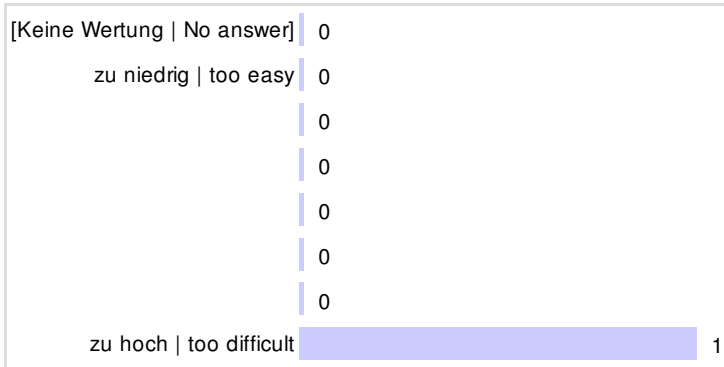 [Keine Wertung | No answer] 0
zu niedrig | too easy 0
0
0
0
0
0
zu hoch | too difficult 1